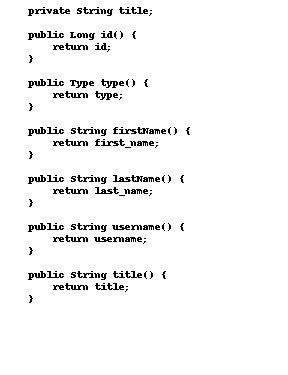 private String title;
public Long id() {
return id;
}
public Type type() {
return type;
}
public String firstName() {
return first_name;
}
public String lastName() {
return last_name;
}
public String username() {
return username;
}
public String title() {
return title;
}